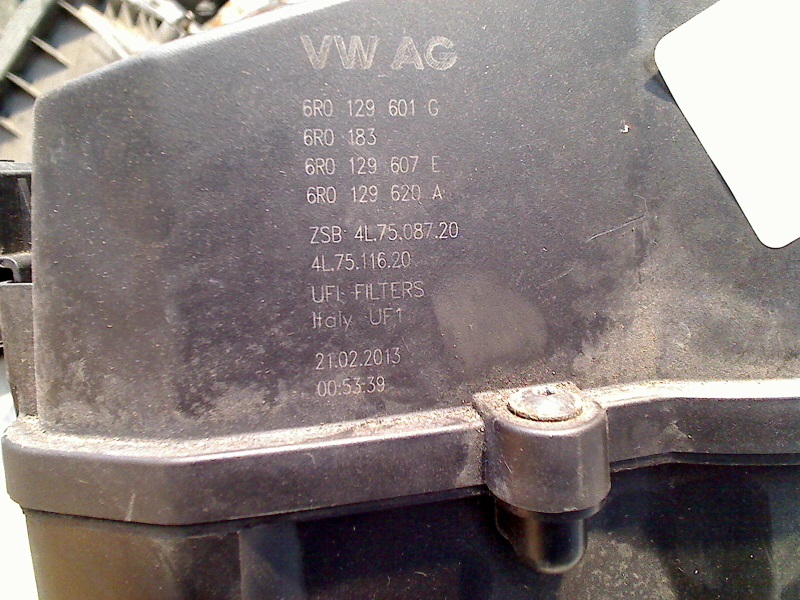 VW AG
6R0 129 601 G
6R0 183
6R0 129 607 E
6R0 129 620 A
ZSB 4L.75.087.20
4L.75.116.20
UFI FILTERS
Italy UF1
21.02.2013
00:53:39